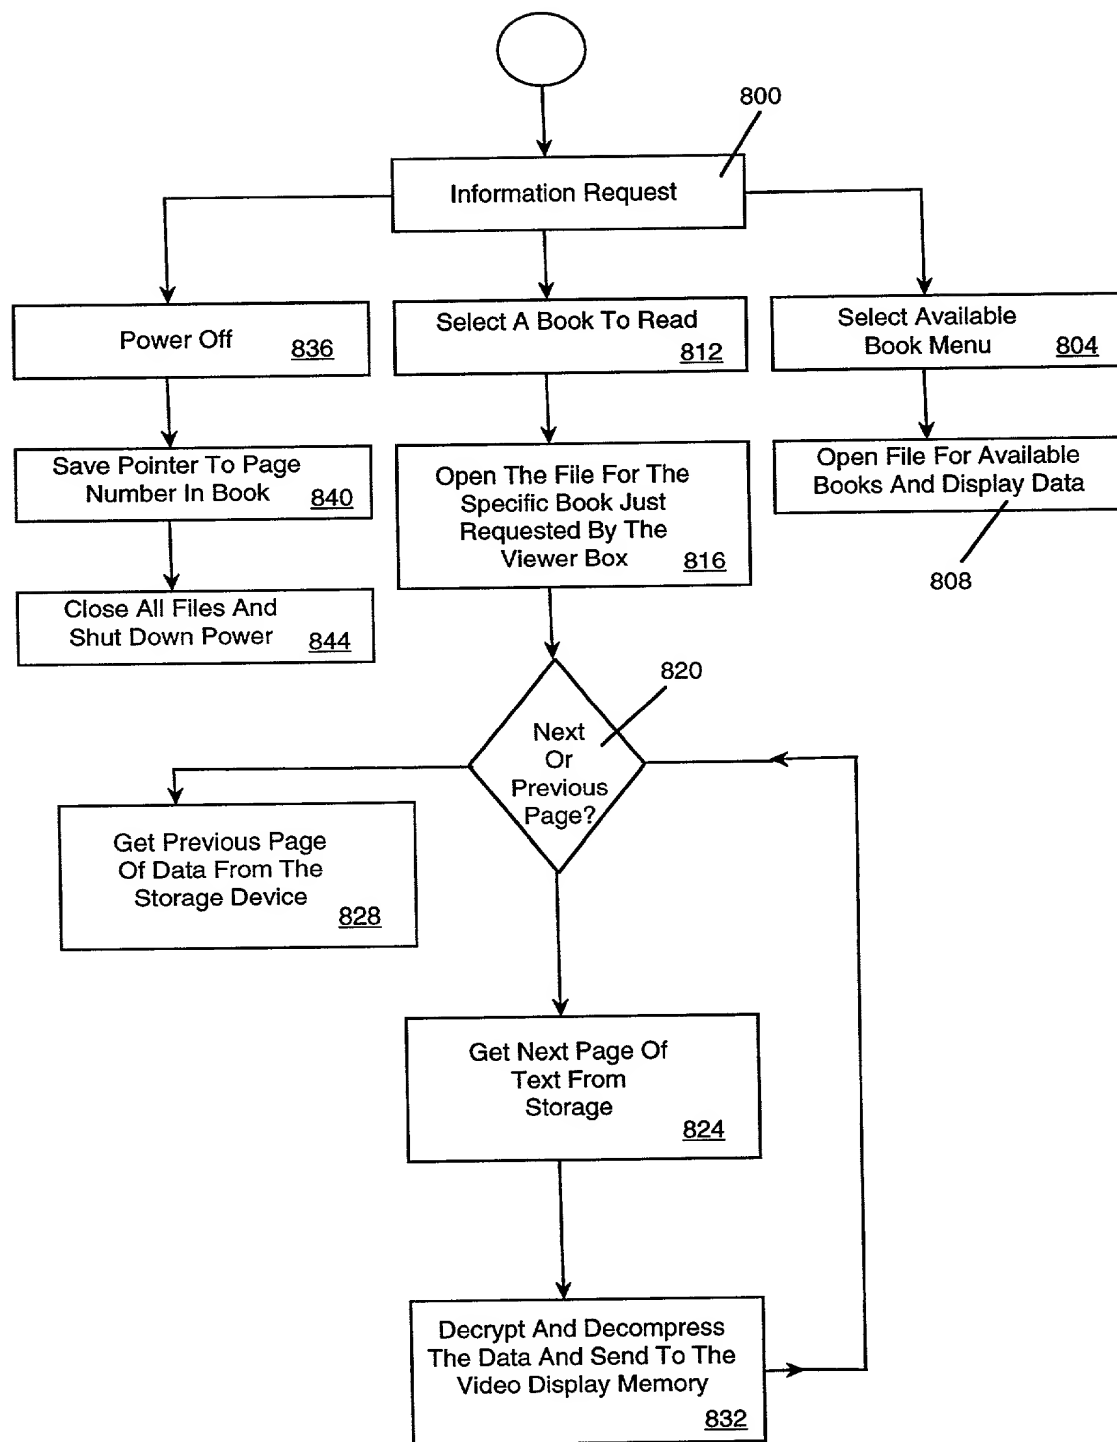 800
Information Request
Power Off 836
Select A Book To Read
812
Select Available
Book Menu 804
Save Pointer To Page
Number In Book 840
Open The File For The
Specific Book Just
Requested By The
Viewer Box 816
Open File For Available
Books And Display Data
808
Close All Files And
Shut Down Power 844
820
Next
Or
Previous
Page?
Get Previous Page
Of Data From The
Storage Device
828
Get Next Page Of
Text From
Storage
824
Decrypt And Decompress
The Data And Send To The
Video Display Memory
832